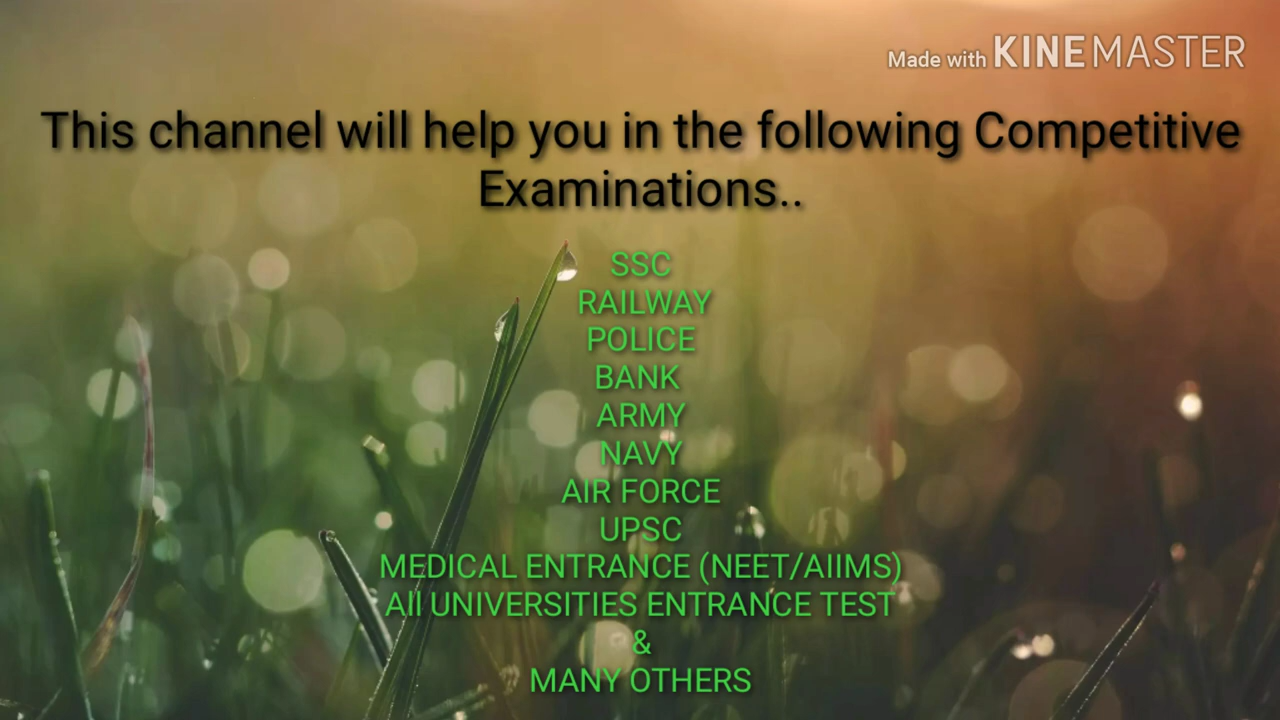 Made with KINEMASTER
This channel will help you in the following Competitive
Examinations..
SSC
RAILWAY
POLICE
BANK
ARMY
NAVY
AIR FORCE
UPSC
MEDICAL ENTRANCE (NEET/AIIMS)
All UNIVERSITIES ENTRANCE TEST
&
MANY OTHERS